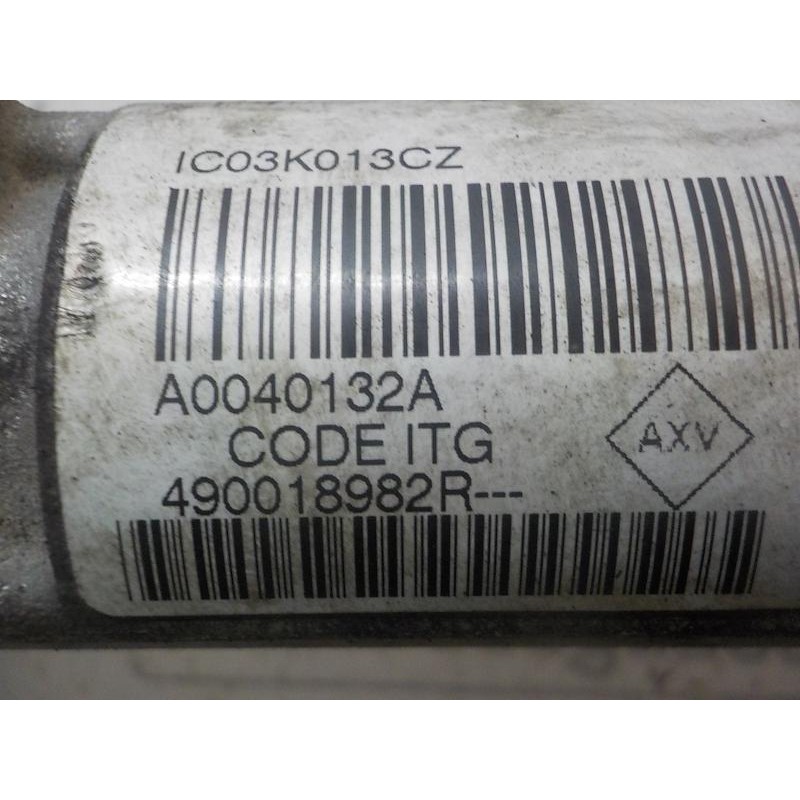 IC03K013CZ
A0040132A
CODE ITG
AXV
490018982R---